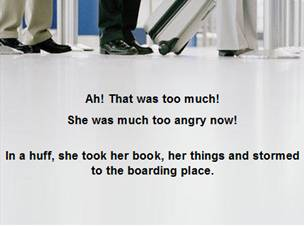 Ah! That was too much!
She was much too angry now!
In a huff, she took her book, her things and stormed
to the boarding place.